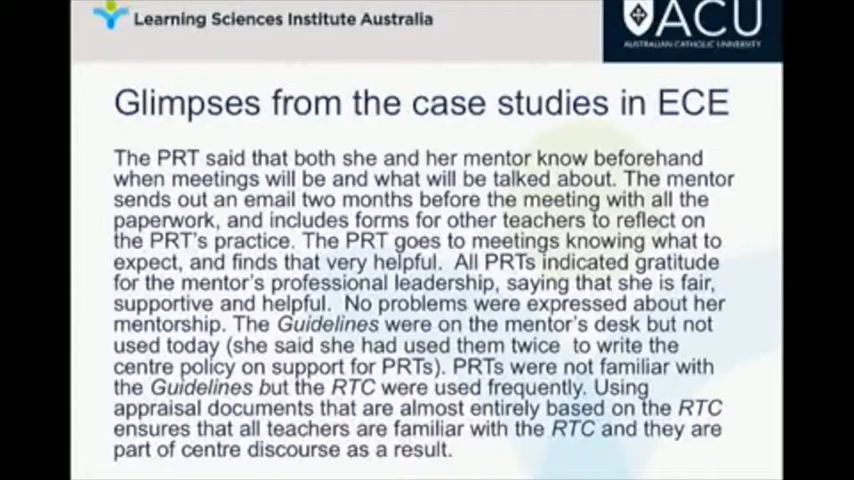 Learning Sciences Institute Australia
ACU
AUSTRALIAN CATHOLIC UNIVERSITY
Glimpses from the case studies in ECE
The PRT said that both she and her mentor know beforehand
when meetings will be and what will be talked about. The mentor
sends out an email two months before the meeting with all the
paperwork, and includes forms for other teachers to reflect on
the PRT's practice. The PRT goes to meetings knowing what to
expect, and finds that very helpful. All PRTs indicated gratitude
for the mentor's professional leadership, saying that she is fair,
supportive and helpful. No problems were expressed about her
mentorship. The Guidelines were on the mentor's desk but not
used today (she said she had used them twice to write the
centre policy on support for PRTs). PRTs were not familiar with
the Guidelines but the RTC were used frequently. Using
appraisal documents that are almost entirely based on the RTC
ensures that all teachers are familiar with the RTC and they are
part of centre discourse as a result.